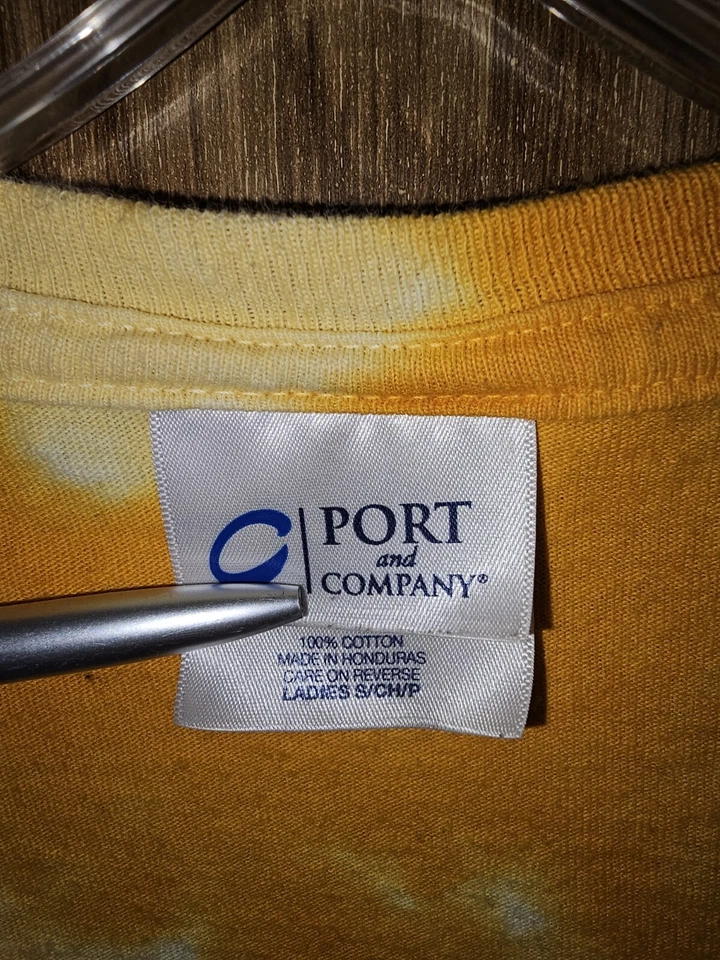 PORT
and
COMPANY®
100% COTTON
MADE IN HONDURAS
CARE ON REVERSE
LADIES S/CH/P